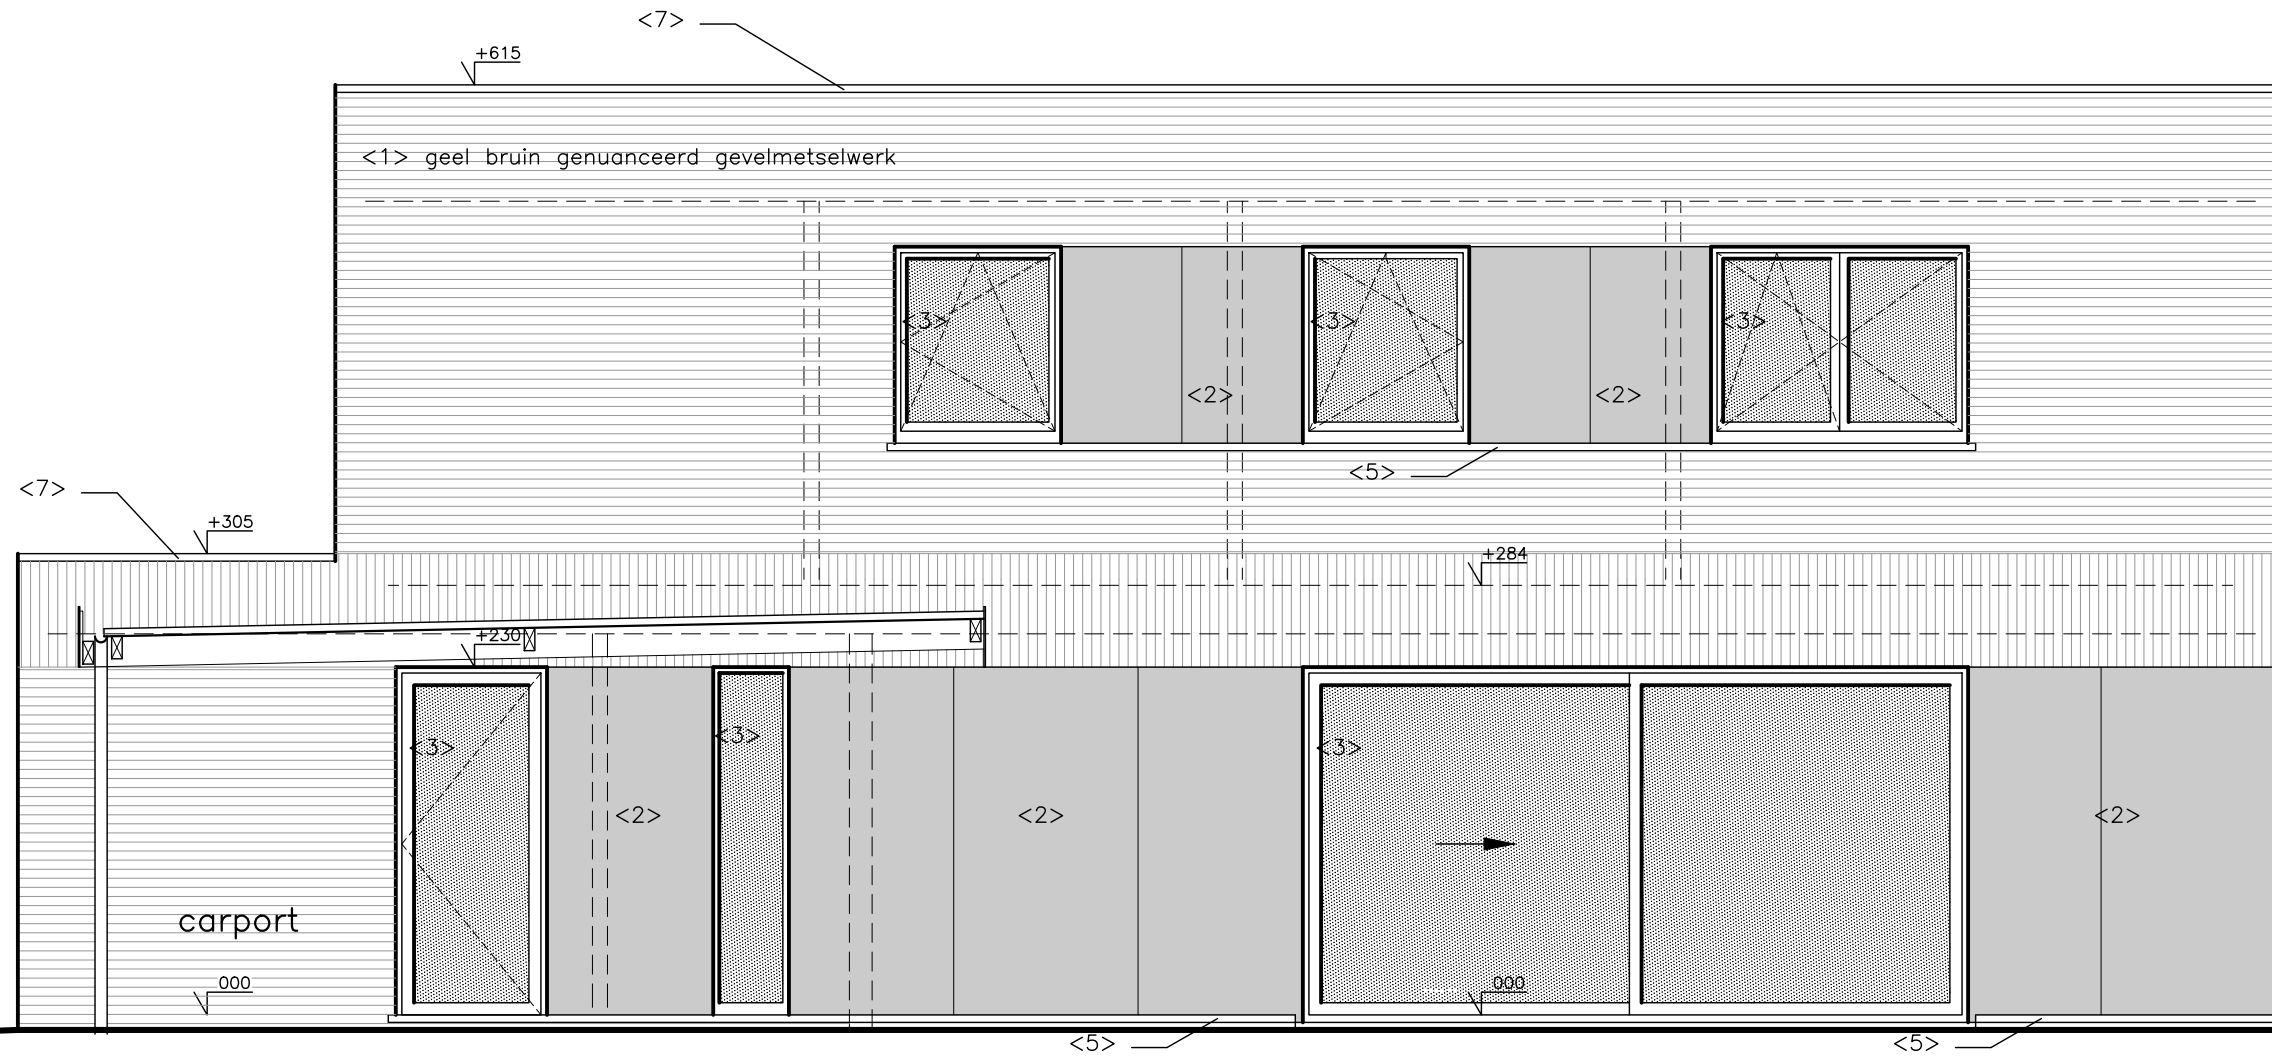 <7>
+615
<1> geel bruin genuanceerd gevelmetselwerk
<3> <3> <3>
<2> <2>
<5>
<7>
+305
+284
+230
<3> <3> <3>
<2> <2> <2>
carport
000 000
<5> <5>